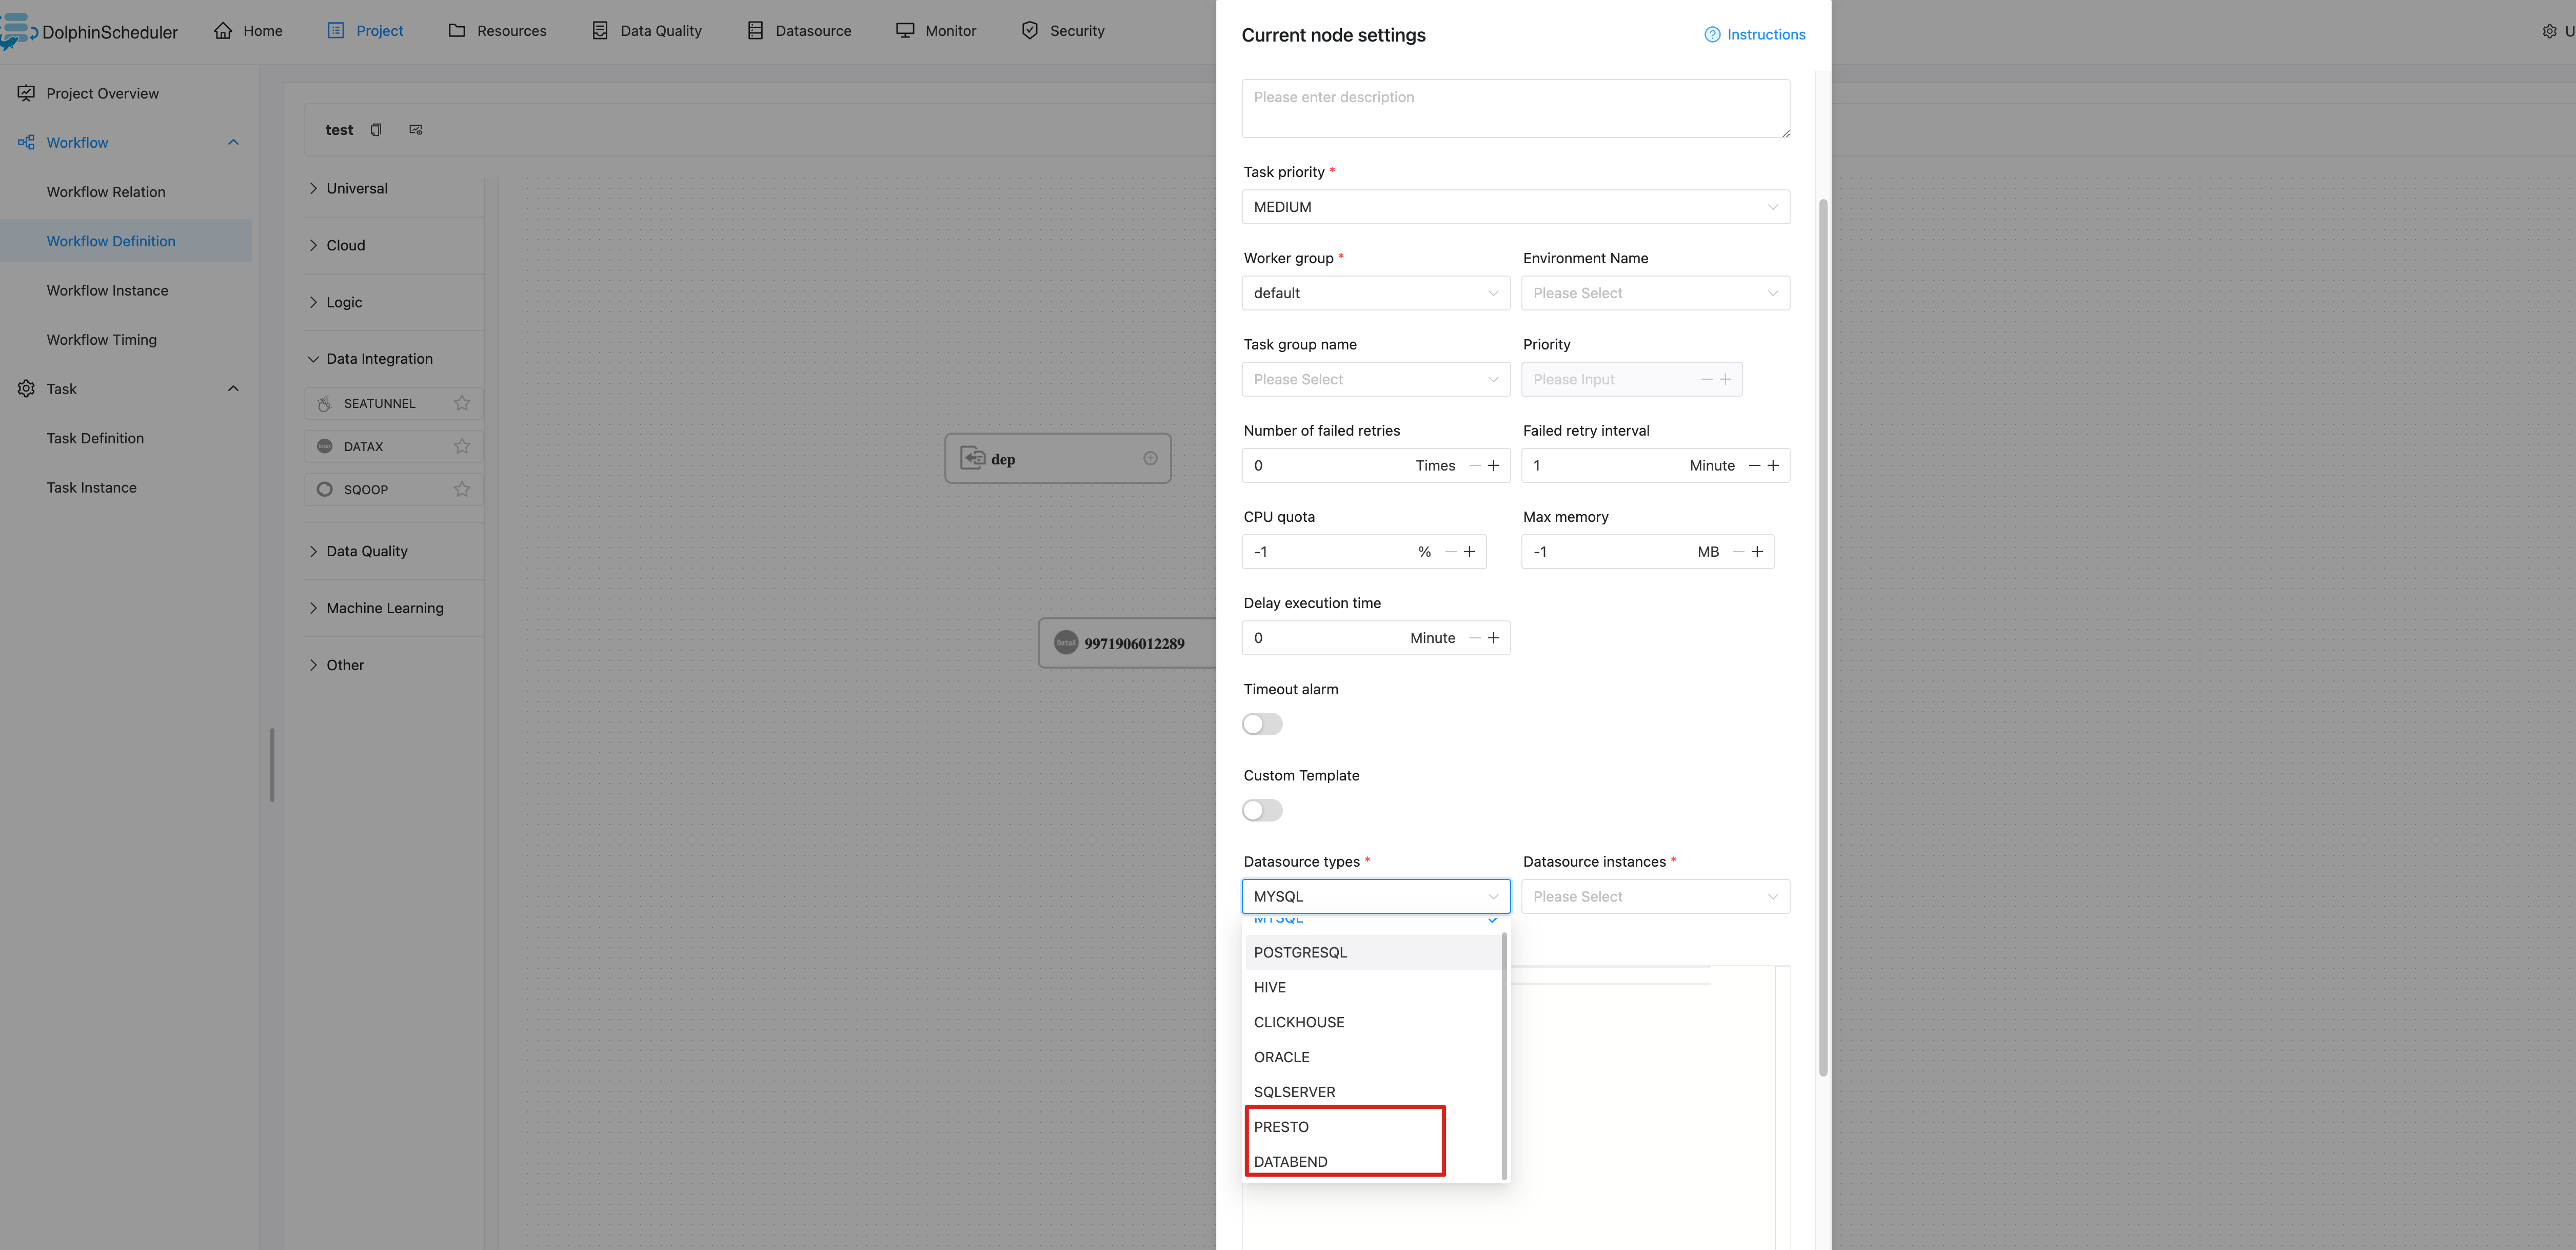 DolphinScheduler
Home
Project
Resources
Data Quality
Datasource
Monitor
Security
U
Project Overview
Workflow
Workflow Relation
Workflow Definition
Workflow Instance
Workflow Timing
Task
Task Definition
Task Instance
test
Universal
Cloud
Logic
Data Integration
SEATUNNEL
DATAX
SQOOP
Data Quality
Machine Learning
Other
dep
9971906012289
Current node settings
Instructions
Please enter description
Task priority *
MEDIUM
Worker group * Environment Name
default Please Select
Task group name Priority
Please Select Please Input
Number of failed retries Failed retry interval
0 Times 1 Minute
CPU quota Max memory
-1 % -1 MB
Delay execution time
0 Minute
Timeout alarm
Custom Template
Datasource types * Datasource instances *
MYSQL Please Select
MYSQL
POSTGRESQL
HIVE
CLICKHOUSE
ORACLE
SQLSERVER
PRESTO
DATABEND